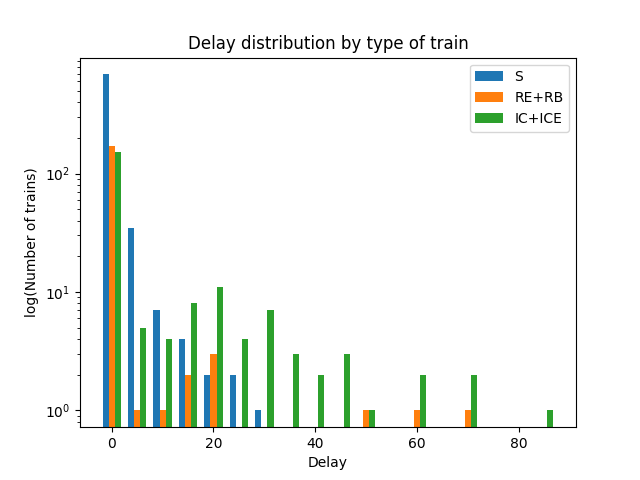 Delay distribution by type of train
S
RE+RB
IC+ICE
log(Number of trains)
10²
10¹
10⁰
0 20 40 60 80
Delay